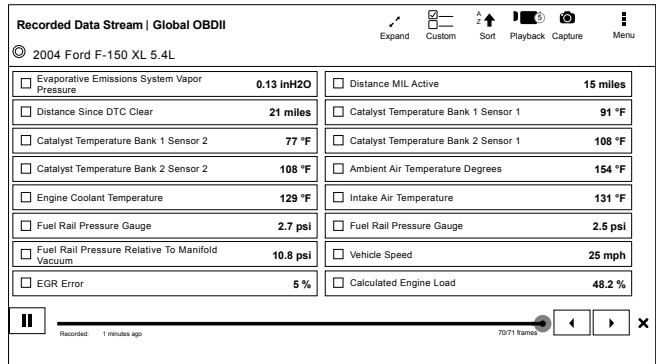 Recorded Data Stream | Global OBDII
5
A
Z
Expand
Custom
Sort
Playback
Capture
Menu
2004 Ford F-150 XL 5.4L
Evaporative Emissions System Vapor
Pressure
0.13 inH2O
Distance MIL Active
15 miles
Distance Since DTC Clear
21 miles
Catalyst Temperature Bank 1 Sensor 1
91 °F
Catalyst Temperature Bank 1 Sensor 2
77 °F
Catalyst Temperature Bank 2 Sensor 1
108 °F
Catalyst Temperature Bank 2 Sensor 2
108 °F
Ambient Air Temperature Degrees
154 °F
Engine Coolant Temperature
129 °F
Intake Air Temperature
131 °F
Fuel Rail Pressure Gauge
2.7 psi
Fuel Rail Pressure Gauge
2.5 psi
Fuel Rail Pressure Relative To Manifold
Vacuum
10.8 psi
Vehicle Speed
25 mph
EGR Error
5 %
Calculated Engine Load
48.2 %
Recorded: 1 minutes ago
70/71 frames